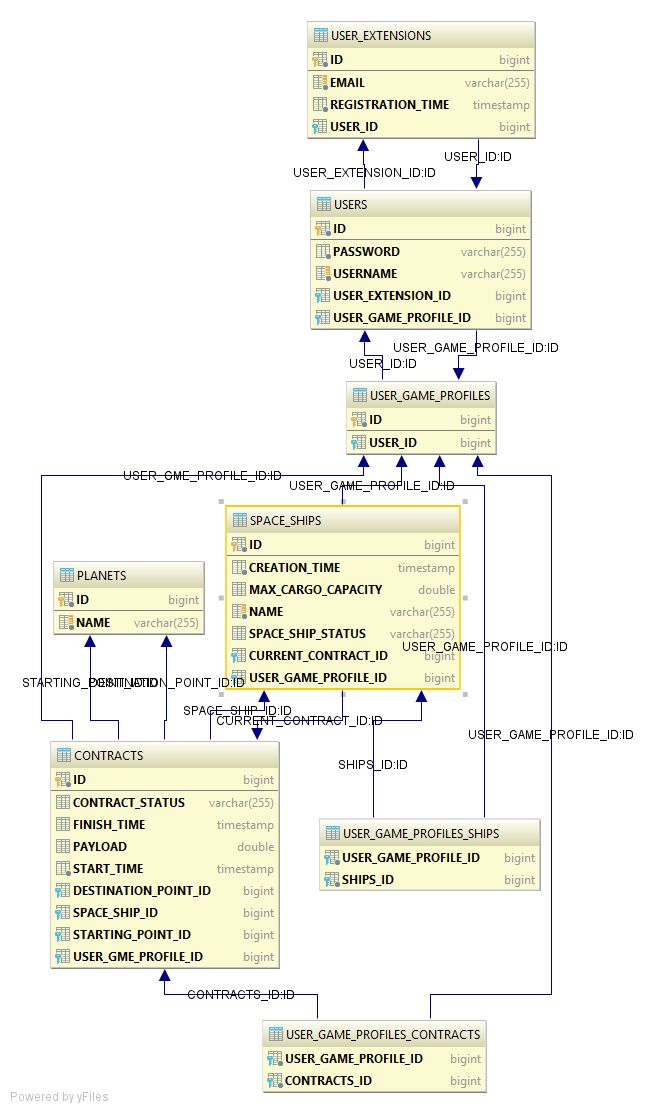 USER_EXTENSIONS
ID bigint
EMAIL varchar(255)
REGISTRATION_TIME timestamp
USER_ID bigint
USER_ID:ID
USER_EXTENSION_ID:ID
USERS
ID bigint
PASSWORD varchar(255)
USERNAME varchar(255)
USER_EXTENSION_ID bigint
USER_GAME_PROFILE_ID bigint
USER_GAME_PROFILE_ID:ID
USER_ID:ID
USER_GAME_PROFILES
ID bigint
USER_ID bigint
USER_GME_PROFILE_ID:ID
USER_GAME_PROFILE_ID:ID
SPACE_SHIPS
ID bigint
CREATION_TIME timestamp
MAX_CARGO_CAPACITY double
NAME varchar(255)
SPACE_SHIP_STATUS varchar(255)
CURRENT_CONTRACT_ID bigint
USER_GAME_PROFILE_ID bigint
PLANETS
ID bigint
NAME varchar(255)
USER_GAME_PROFILE_ID:ID
STARTING_POINT_ID:ID
DESTINATION_POINT_ID:ID
SPACE_SHIP_ID:ID
CURRENT_CONTRACT_ID:ID
USER_GAME_PROFILE_ID:ID
CONTRACTS
ID bigint
CONTRACT_STATUS varchar(255)
FINISH_TIME timestamp
PAYLOAD double
START_TIME timestamp
DESTINATION_POINT_ID bigint
SPACE_SHIP_ID bigint
STARTING_POINT_ID bigint
USER_GME_PROFILE_ID bigint
SHIPS_ID:ID
USER_GAME_PROFILES_SHIPS
USER_GAME_PROFILE_ID bigint
SHIPS_ID bigint
CONTRACTS_ID:ID
USER_GAME_PROFILES_CONTRACTS
USER_GAME_PROFILE_ID bigint
CONTRACTS_ID bigint
Powered by yFiles